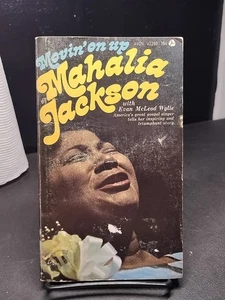 Movin' on up
Mahalia
Jackson
with
Evan McLeod Wylie
America's great gospel singer
tells her inspiring and
triumphant story